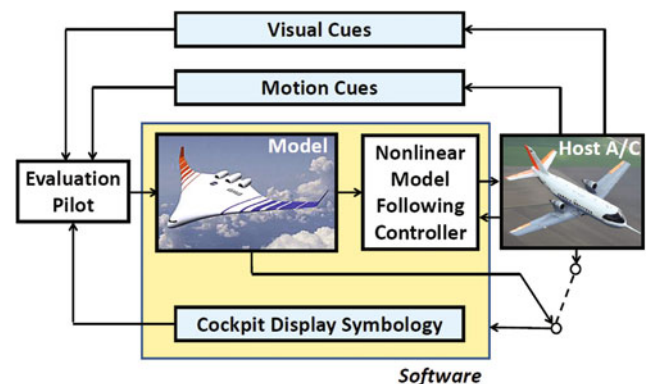 Visual Cues
Motion Cues
Model
Host A/C
Evaluation
Pilot
Nonlinear
Model
Following
Controller
Cockpit Display Symbology
Software